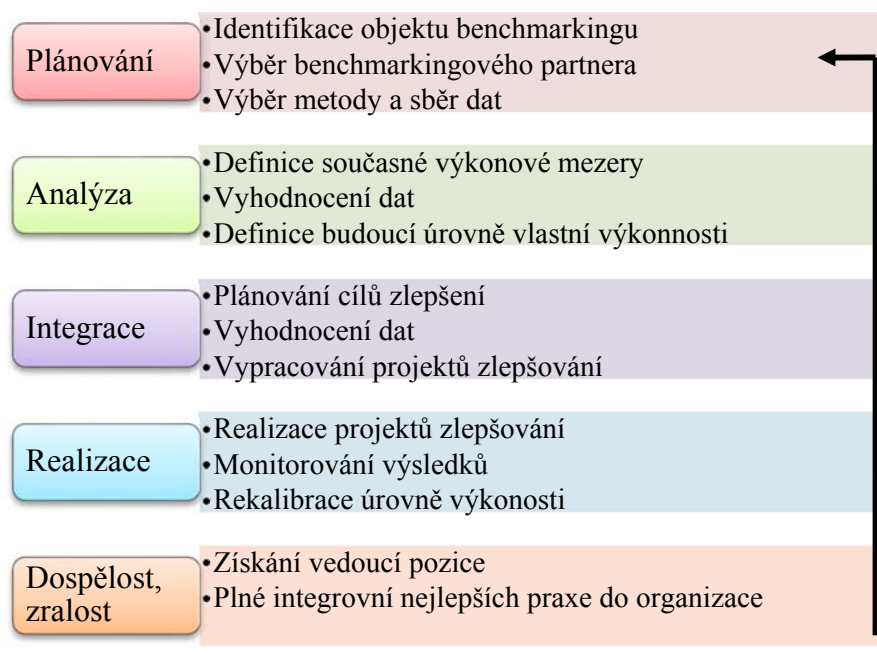 Plánování
•Identifikace objektu benchmarkingu
•Výběr benchmarkingového partnera
•Výběr metody a sběr dat
Analýza
•Definice současné výkonové mezery
•Vyhodnocení dat
•Definice budoucí úrovně vlastní výkonnosti
Integrace
•Plánování cílů zlepšení
•Vyhodnocení dat
•Vypracování projektů zlepšování
Realizace
•Realizace projektů zlepšování
•Monitorování výsledků
•Rekalibrace úrovně výkonosti
Dospělost,
zralost
•Získání vedoucí pozice
•Plné integrovní nejlepších praxe do organizace